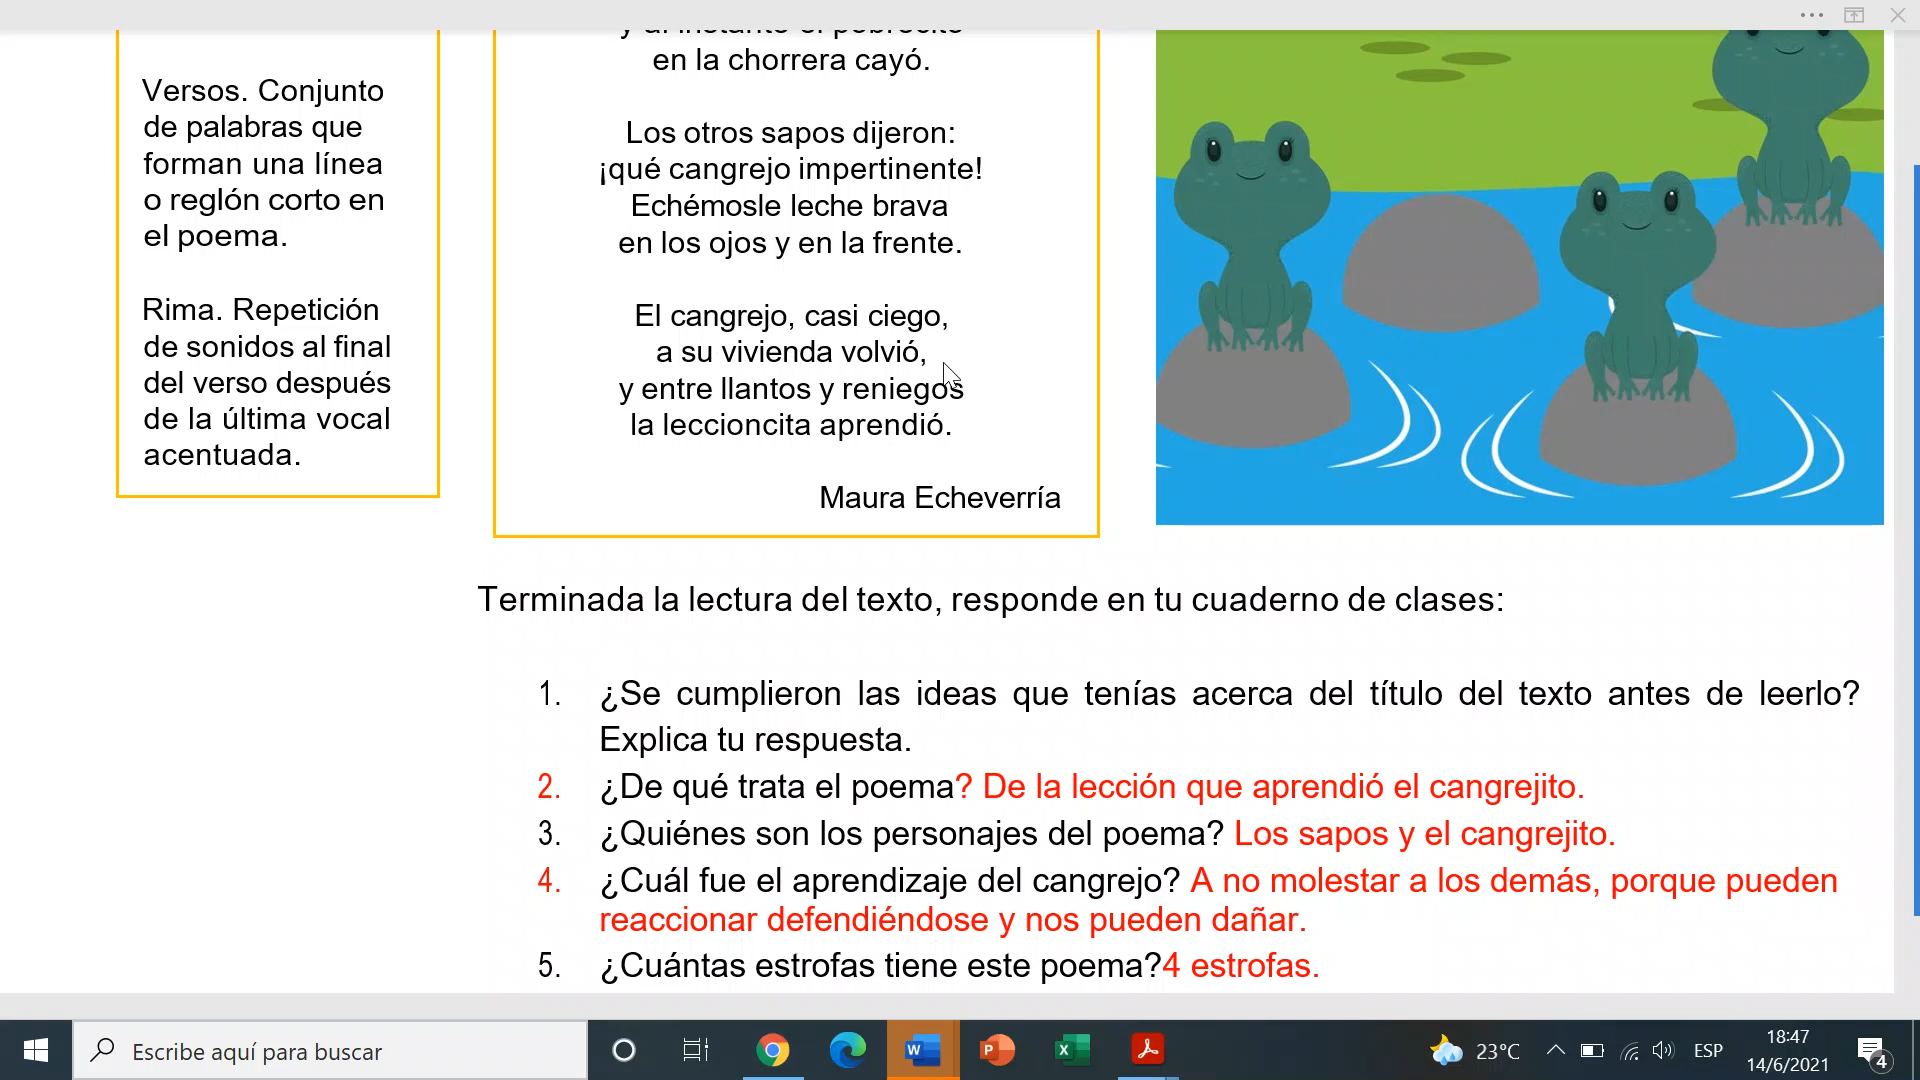 Versos. Conjunto
de palabras que
forman una línea
o reglón corto en
el poema.
Rima. Repetición
de sonidos al final
del verso después
de la última vocal
acentuada.
y al instante el pobrecito
en la chorrera cayó.
Los otros sapos dijeron:
¡qué cangrejo impertinente!
Echémosle leche brava
en los ojos y en la frente.
El cangrejo, casi ciego,
a su vivienda volvió,
y entre llantos y reniegos
la leccioncita aprendió.
Maura Echeverría
Terminada la lectura del texto, responde en tu cuaderno de clases:
1. ¿Se cumplieron las ideas que tenías acerca del título del texto antes de leerlo?
Explica tu respuesta.
2. ¿De qué trata el poema? De la lección que aprendió el cangrejito.
3. ¿Quiénes son los personajes del poema? Los sapos y el cangrejito.
4. ¿Cuál fue el aprendizaje del cangrejo? A no molestar a los demás, porque pueden
reaccionar defendiéndose y nos pueden dañar.
5. ¿Cuántas estrofas tiene este poema?4 estrofas.
Escribe aquí para buscar
W
P
X
23°C
ESP
18:47
14/6/2021
4